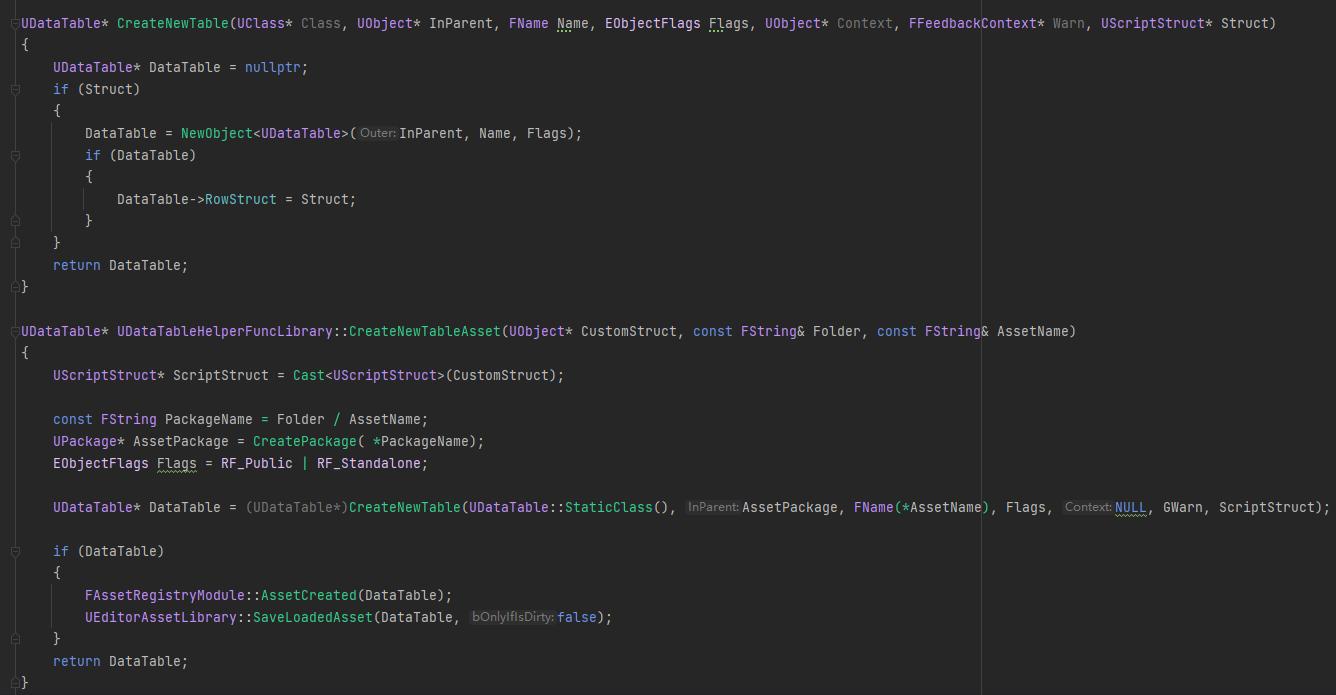 UDataTable* CreateNewTable(UClass* Class, UObject* InParent, FName Name, EObjectFlags Flags, UObject* Context, FFeedbackContext* Warn, UScriptStruct* Struct)
{
    UDataTable* DataTable = nullptr;
    if (Struct)
    {
        DataTable = NewObject<UDataTable>( Outer: InParent, Name, Flags);
        if (DataTable)
        {
            DataTable->RowStruct = Struct;
        }
    }
    return DataTable;
}

UDataTable* UDataTableHelperFuncLibrary::CreateNewTableAsset(UObject* CustomStruct, const FString& Folder, const FString& AssetName)
{
    UScriptStruct* ScriptStruct = Cast<UScriptStruct>(CustomStruct);

    const FString PackageName = Folder / AssetName;
    UPackage* AssetPackage = CreatePackage( *PackageName);
    EObjectFlags Flags = RF_Public | RF_Standalone;

    UDataTable* DataTable = (UDataTable*)CreateNewTable(UDataTable::StaticClass(), InParent: AssetPackage, FName(*AssetName), Flags, Context: NULL, GWarn, ScriptStruct);

    if (DataTable)
    {
        FAssetRegistryModule::AssetCreated(DataTable);
        UEditorAssetLibrary::SaveLoadedAsset(DataTable, bOnlyIfIsDirty: false);
    }
    return DataTable;
}